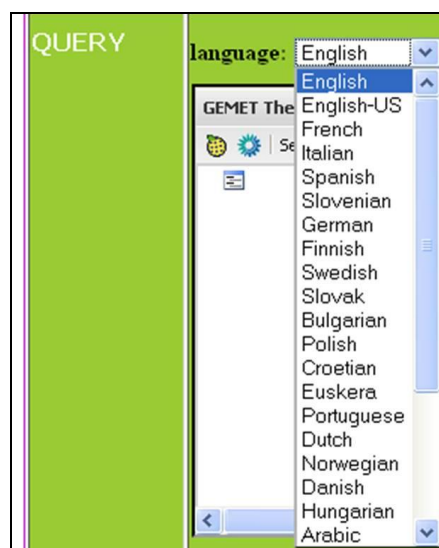 QUERY
language: English
English
English-US
GEMET The
French
Se
Italian
Spanish
Slovenian
German
Finnish
Swedish
Slovak
Bulgarian
Polish
Croetian
Euskera
Portuguese
Dutch
Norwegian
Danish
Hungarian
Arabic